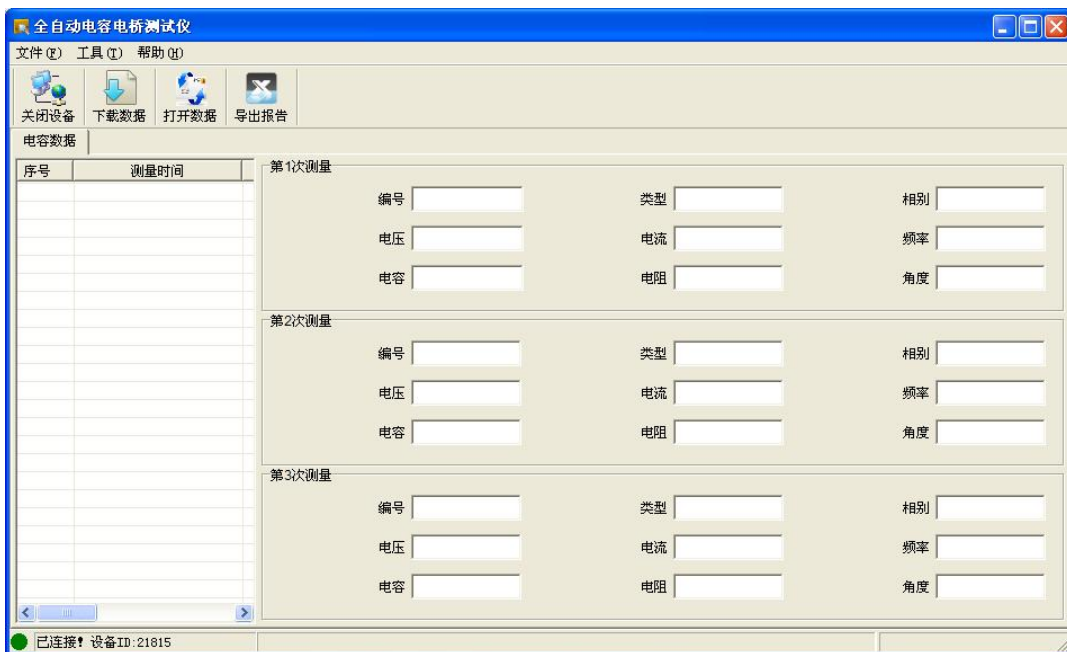 全自动电容电桥测试仪
文件(F) 工具(T) 帮助(H)
关闭设备 下载数据 打开数据 导出报告
电容数据
序号 测量时间
第1次测量
编号 类型 相别
电压 电流 频率
电容 电阻 角度
第2次测量
编号 类型 相别
电压 电流 频率
电容 电阻 角度
第3次测量
编号 类型 相别
电压 电流 频率
电容 电阻 角度
已连接! 设备ID:21815